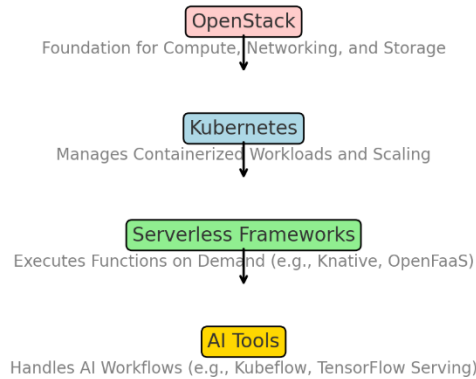 OpenStack
Foundation for Compute, Networking, and Storage
Kubernetes
Manages Containerized Workloads and Scaling
Serverless Frameworks
Executes Functions on Demand (e.g., Knative, OpenFaaS)
AI Tools
Handles AI Workflows (e.g., Kubeflow, TensorFlow Serving)